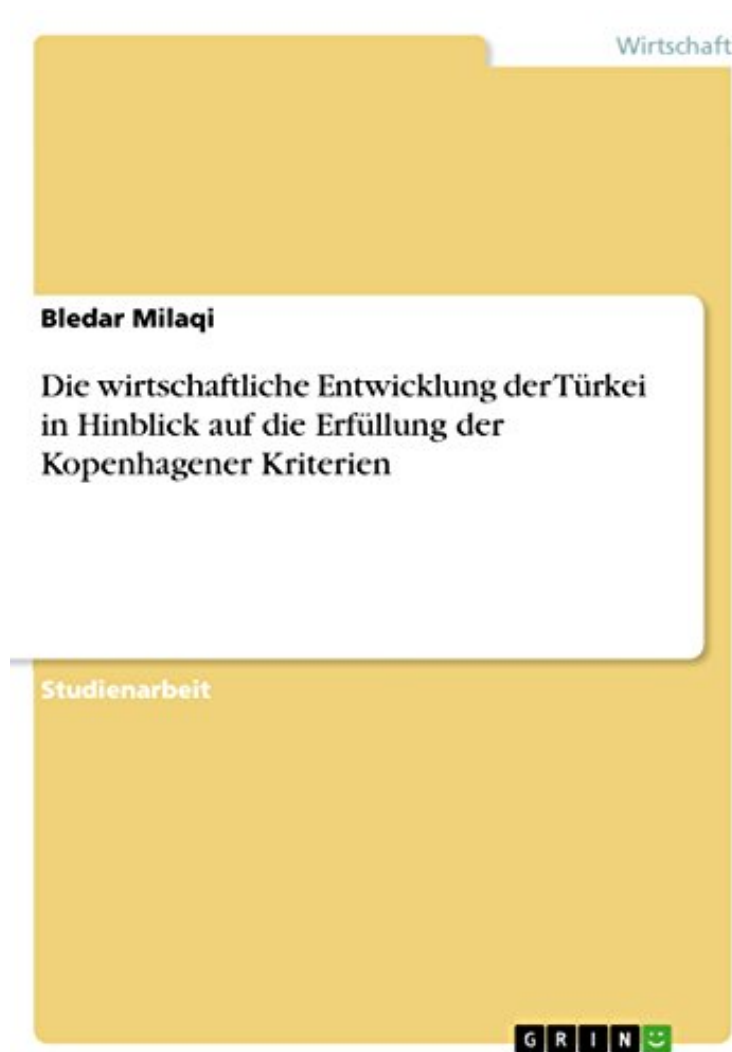 Wirtschaft
Bledar Milaqi
Die wirtschaftliche Entwicklung der Türkei
in Hinblick auf die Erfüllung der
Kopenhagener Kriterien
Studienarbeit
GRIN